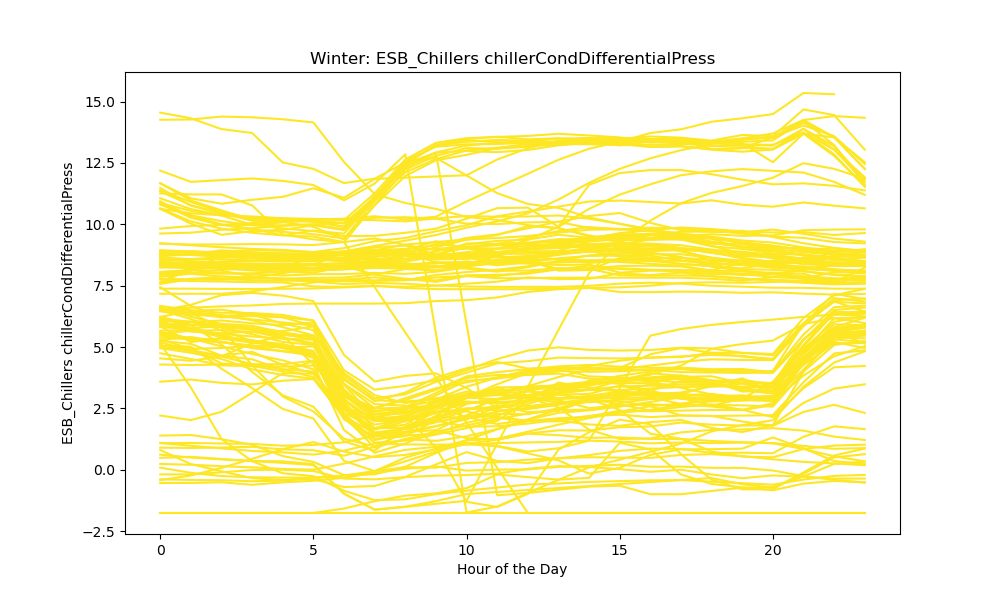 Winter: ESB_Chillers chillerCondDifferentialPress
ESB_Chillers chillerCondDifferentialPress
15.0
12.5
10.0
7.5
5.0
2.5
0.0
−2.5
0 5 10 15 20
Hour of the Day